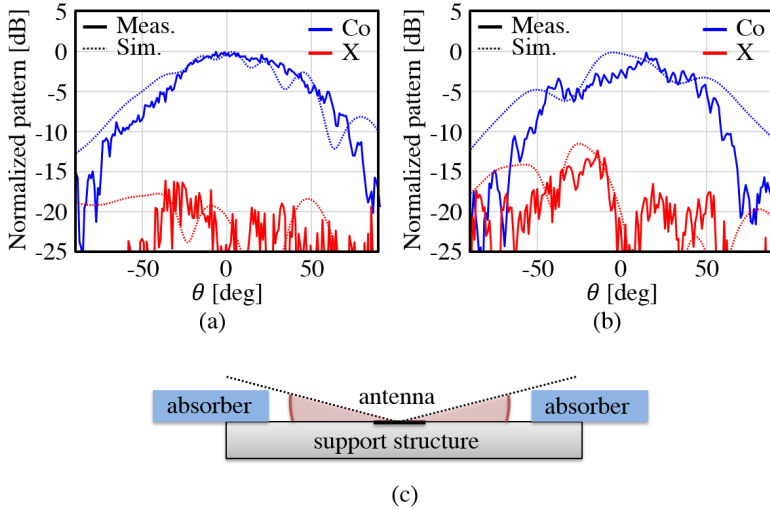 5
0
-5
-10
-15
-20
-25
Normalized pattern [dB]
Meas.
Sim.
Co
X
-50 0 50
θ [deg]
(a)
5
0
-5
-10
-15
-20
-25
Normalized pattern [dB]
Meas.
Sim.
Co
X
-50 0 50
θ [deg]
(b)
absorber antenna absorber
support structure
(c)